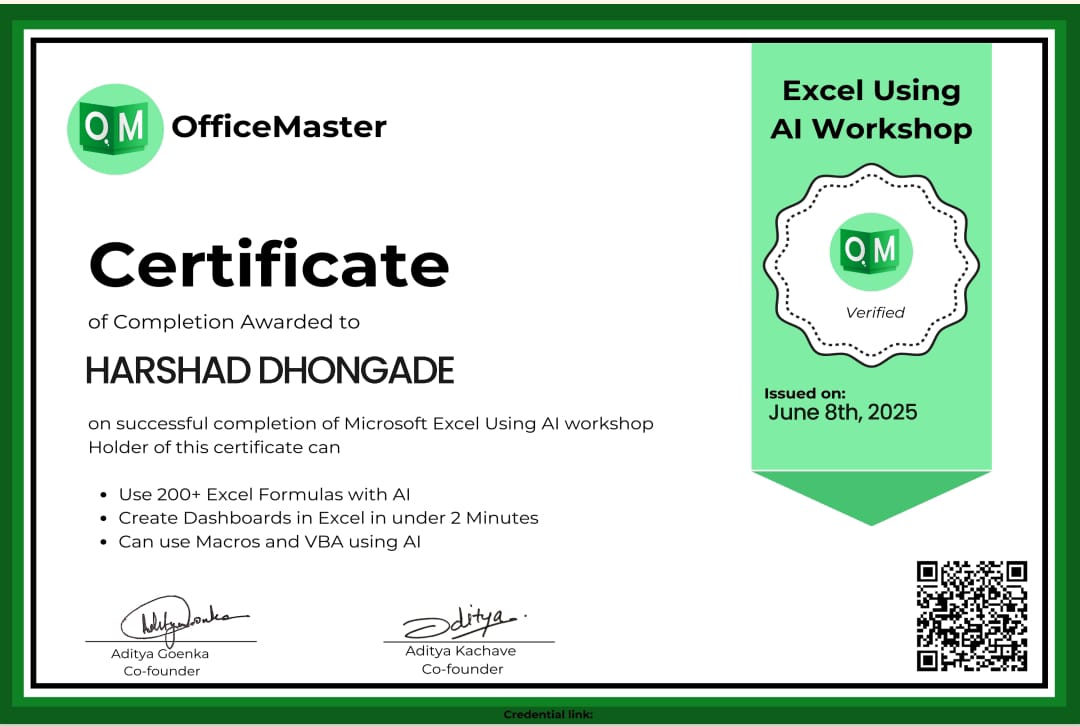 QM OfficeMaster
Excel Using
AI Workshop
QM
Verified
Issued on:
June 8th, 2025
Certificate
of Completion Awarded to
HARSHAD DHONGADE
on successful completion of Microsoft Excel Using AI workshop
Holder of this certificate can
• Use 200+ Excel Formulas with AI
• Create Dashboards in Excel in under 2 Minutes
• Can use Macros and VBA using AI
Aditya Goenka
Co-founder
Aditya
Aditya Kachave
Co-founder
Credential link: